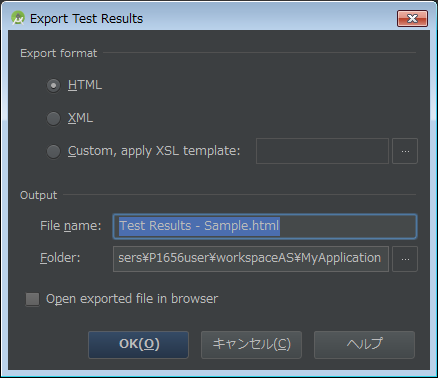 Export Test Results
Export format
HTML
XML
Custom, apply XSL template:
...
Output
File name: Test Results - Sample.html
Folder: sers¥P1656user¥workspaceAS¥MyApplication ...
Open exported file in browser
OK(O) キャンセル(C) ヘルプ